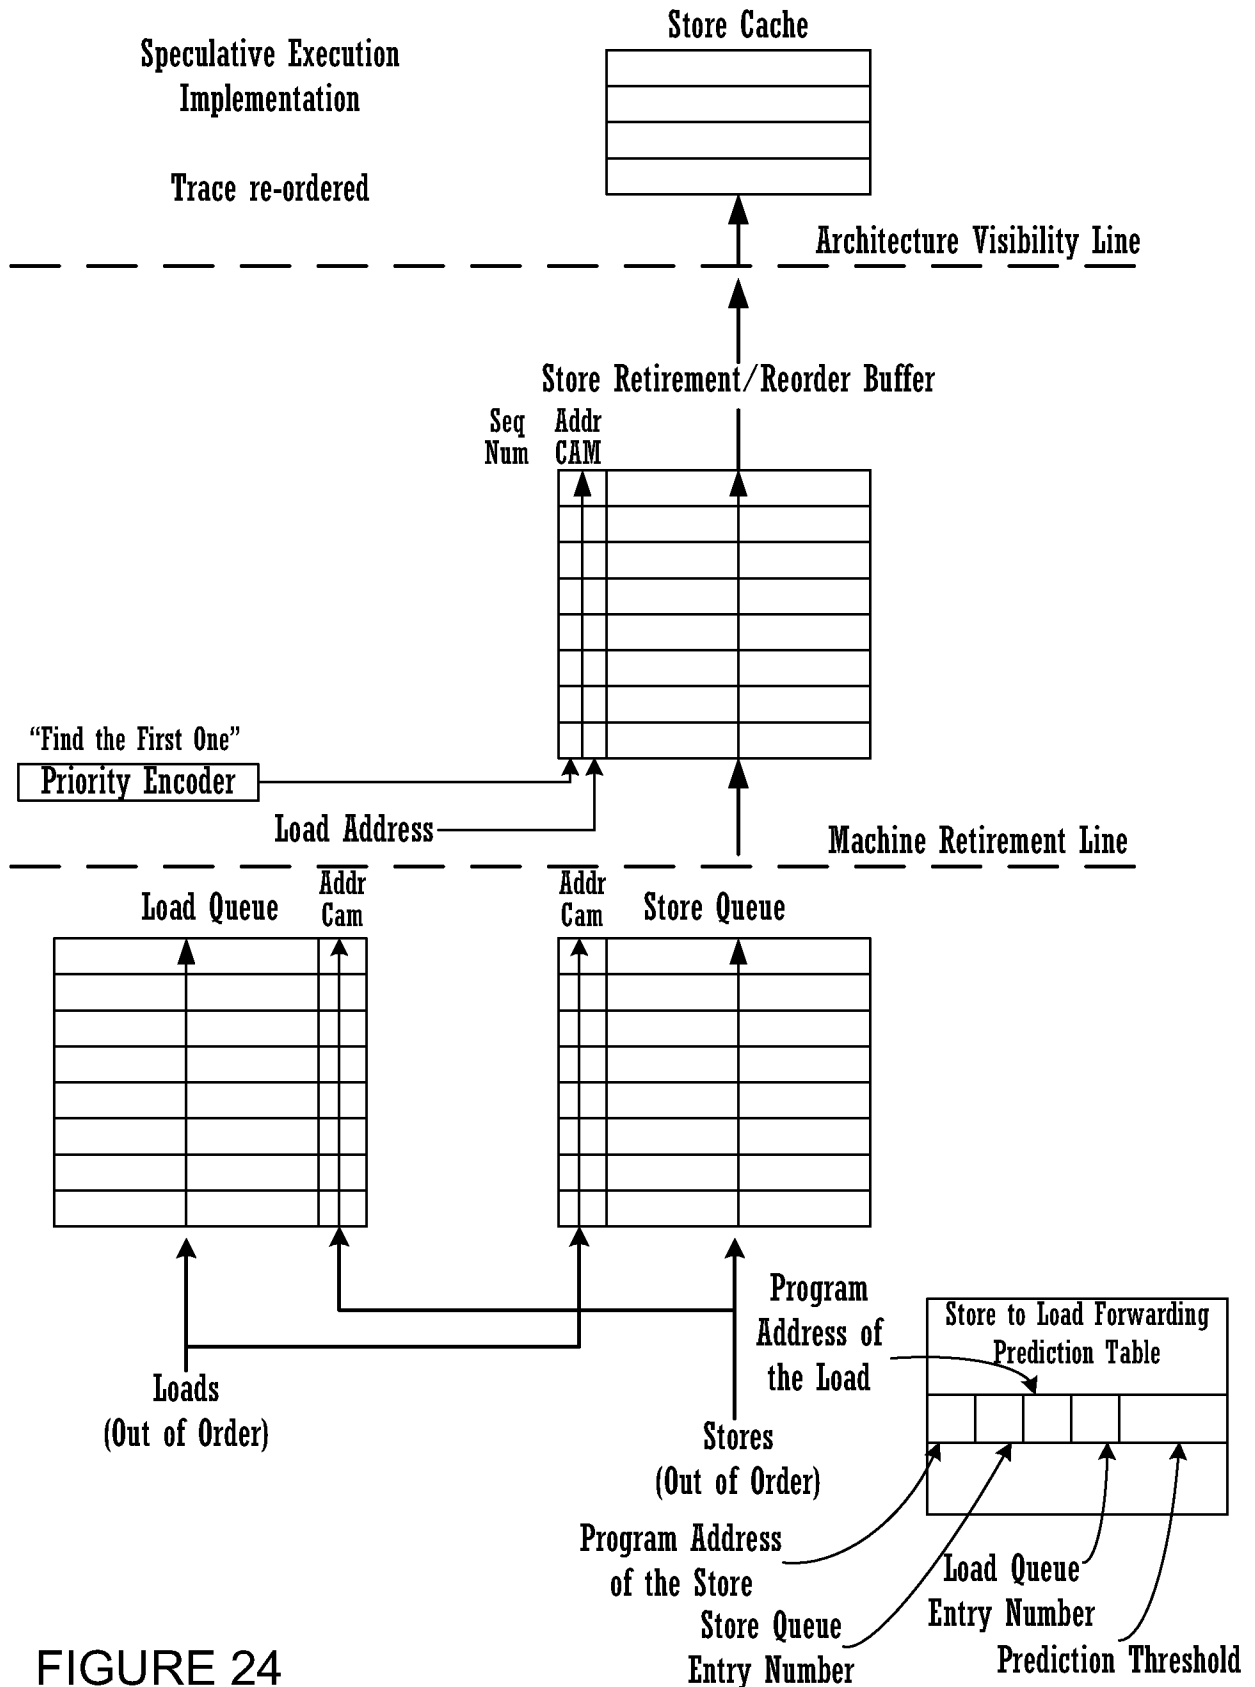 Store Cache
Speculative Execution
Implementation
Trace re-ordered
Architecture Visibility Line
Store Retirement/Reorder Buffer
Seq
Num
Addr
CAM
“Find the First One”
Priority Encoder
Load Address
Machine Retirement Line
Load Queue
Addr
Cam
Addr
Cam
Store Queue
Loads
(Out of Order)
Stores
(Out of Order)
Program
Address of
the Load
Store to Load Forwarding
Prediction Table
Program Address
of the Store
Store Queue
Entry Number
Load Queue
Entry Number
Prediction Threshold
FIGURE 24